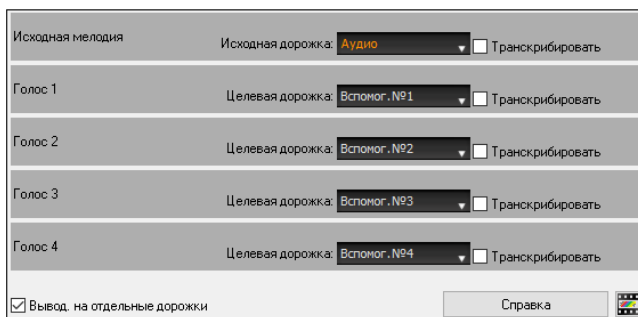 Исходная мелодия Исходная дорожка: Аудио Транскрибировать
Голос 1 Целевая дорожка: Вспомог.№1 Транскрибировать
Голос 2 Целевая дорожка: Вспомог.№2 Транскрибировать
Голос 3 Целевая дорожка: Вспомог.№3 Транскрибировать
Голос 4 Целевая дорожка: Вспомог.№4 Транскрибировать
Вывод. на отдельные дорожки Справка